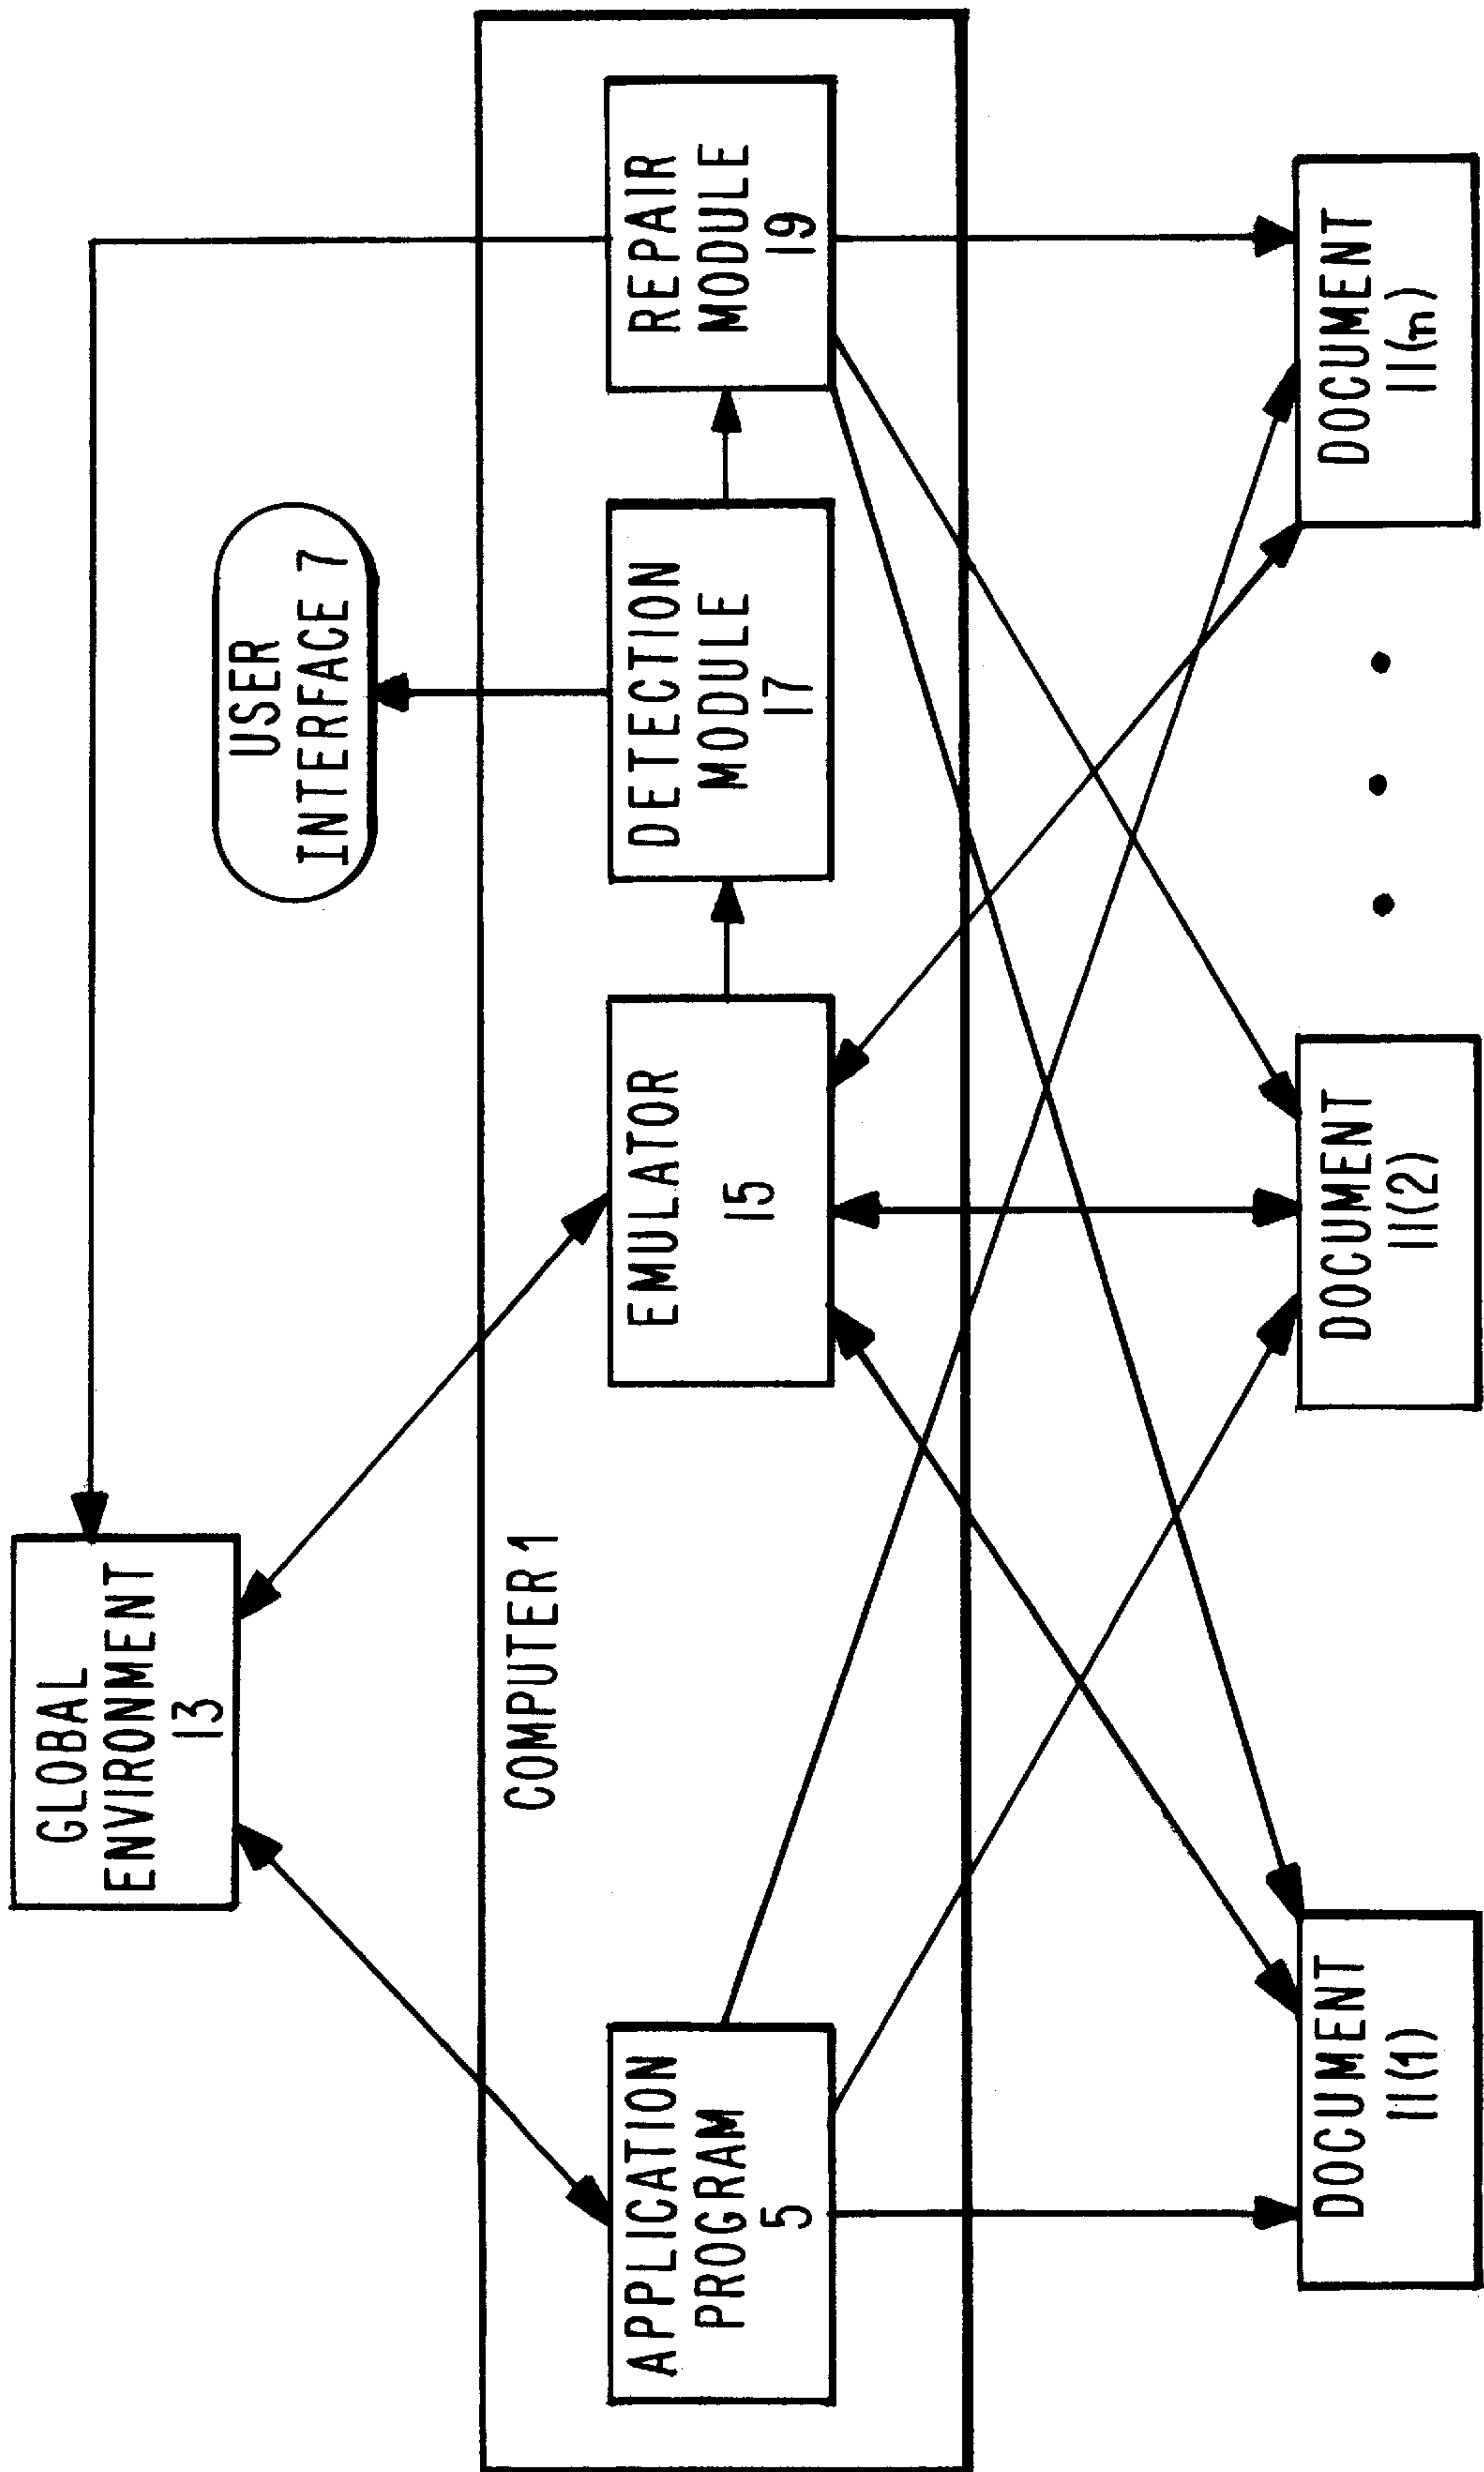 GLOBAL
ENVIRONMENT
13
USER
INTERFACE 7
COMPUTER 1
APPLICATION
PROGRAM
5
EMULATOR
15
DETECTION
MODULE
17
REPAIR
MODULE
19
DOCUMENT
11(1)
DOCUMENT
11(2)
• • •
DOCUMENT
11(n)